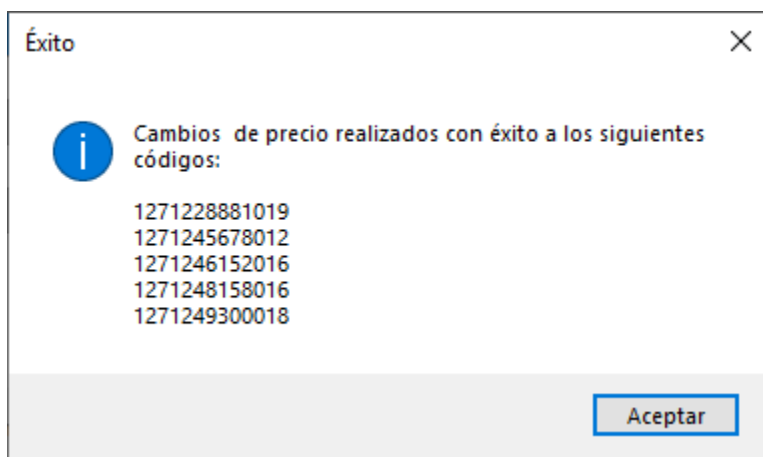 Éxito
Cambios  de precio realizados con éxito a los siguientes
códigos:
1271228881019
1271245678012
1271246152016
1271248158016
1271249300018
Aceptar